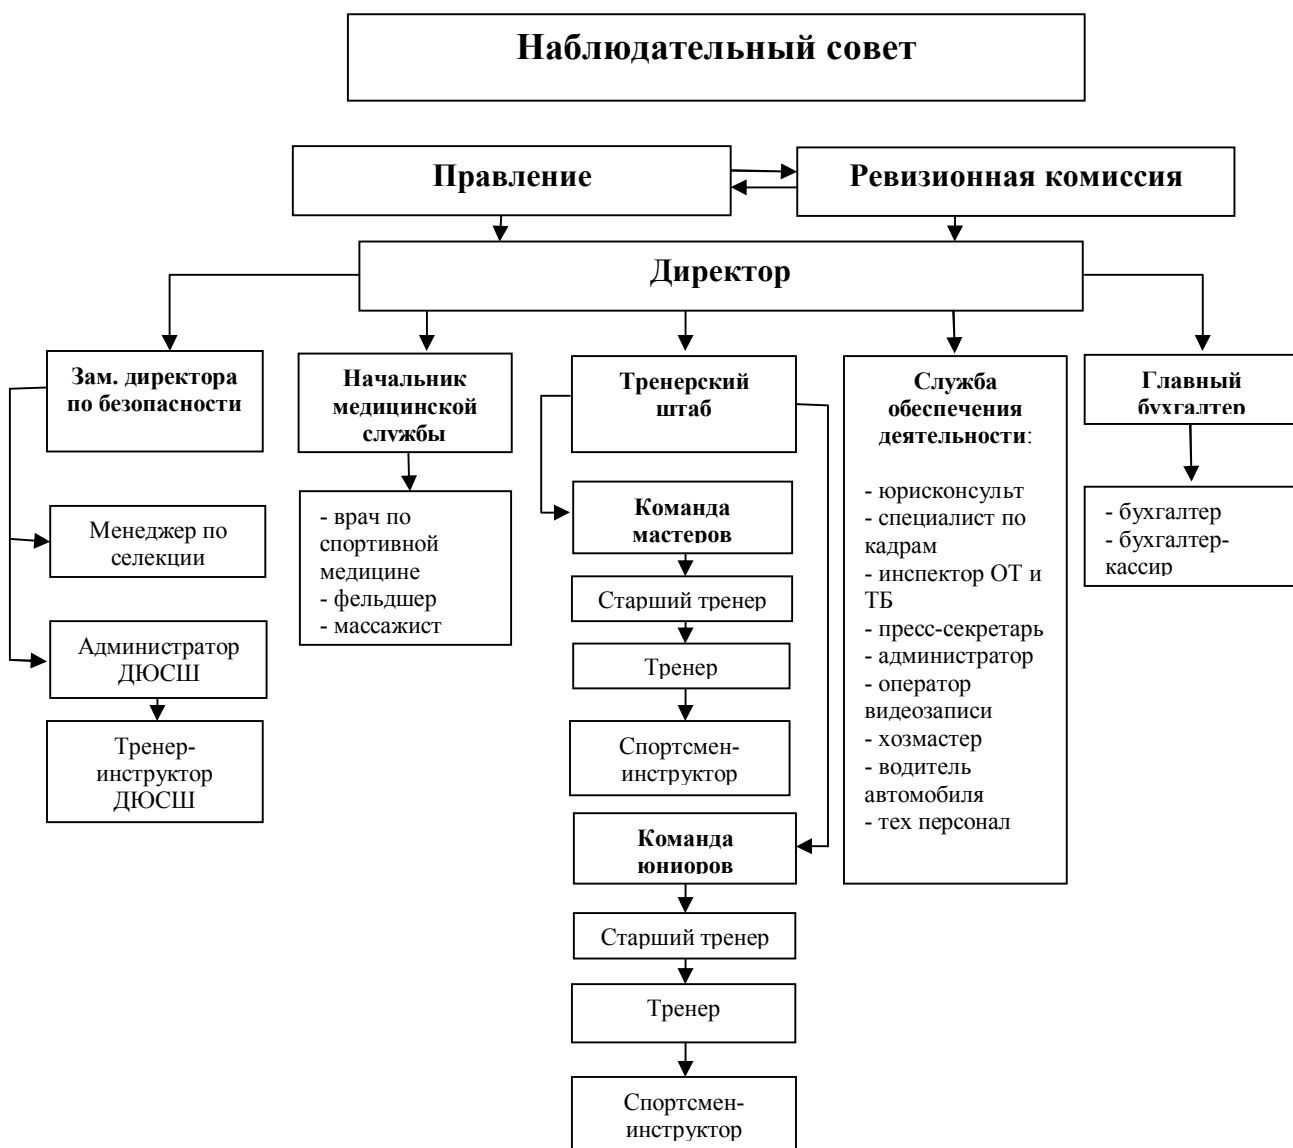 Наблюдательный совет
Правление
Ревизионная комиссия
Директор
Зам. директора
по безопасности
Начальник
медицинской
службы
Тренерский
штаб
Служба
обеспечения
деятельности:
- юрисконсульт
- специалист по
кадрам
- инспектор ОТ и
ТБ
- пресс-секретарь
- администратор
- оператор
видеозаписи
- хозмастер
- водитель
автомобиля
- тех персонал
Главный
бухгалтер
Менеджер по
селекции
Администратор
ДЮСШ
Тренер-
инструктор
ДЮСШ
- врач по
спортивной
медицине
- фельдшер
- массажист
Команда
мастеров
Старший тренер
Тренер
Спортсмен-
инструктор
Команда
юниоров
Старший тренер
Тренер
Спортсмен-
инструктор
- бухгалтер
- бухгалтер-
кассир